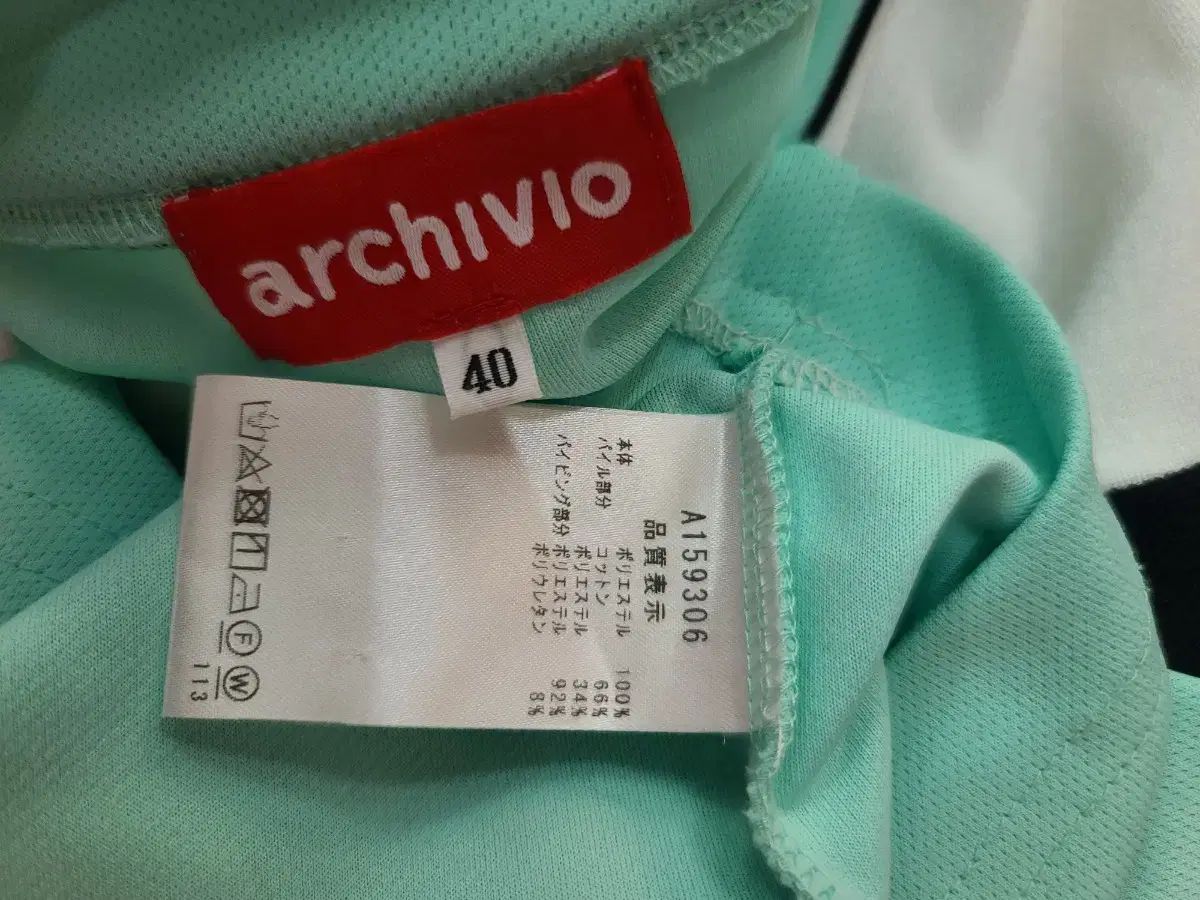 archivio
40
A159306
品質表示
本体 ポリエステル 100%
パイル部分 コットン 66%
ポリエステル 34%
パイピング部分 ポリエステル 92%
ポリウレタン 8%
F
W
113